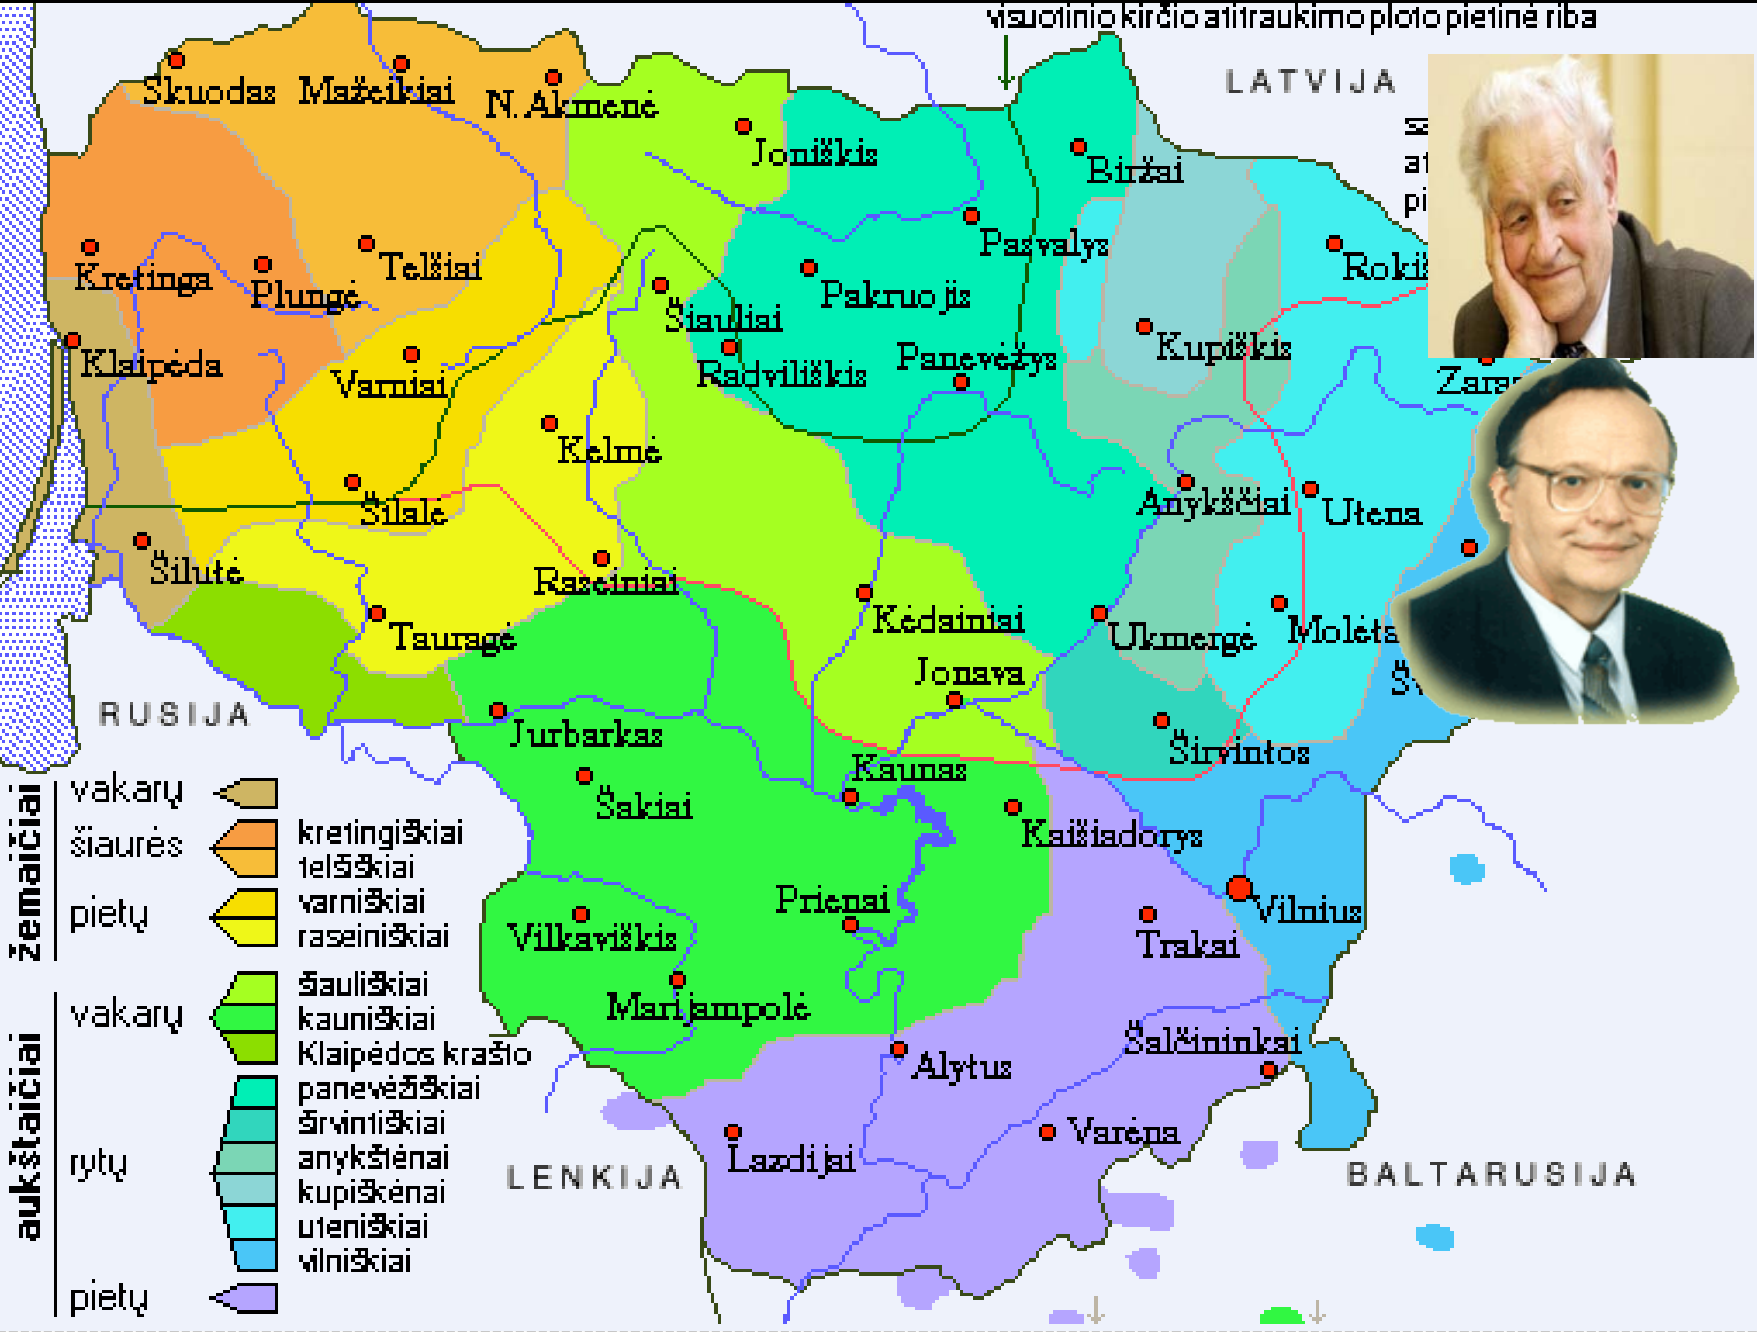 visuotinio kirčio atitraukimo ploto pietinė riba
LATVIJA
Skuodas
Mažeikiai
N. Akmenė
Joniškis
Biržai
Pasvalys
Kretinga
Plungė
Telšiai
Pakruojis
Šiauliai
Radviliškis
Panevėžys
Kupiškis
Klaipėda
Varniai
Kelmė
Šilalė
Anykščiai
Utena
Šilutė
Raseiniai
Tauragė
Kėdainiai
Ukmergė
Jonava
RUSIJA
Jurbarkas
Širvintos
Kaunas
Šakiai
Kaišiadorys
Prienai
Vilkaviškis
Vilnius
Trakai
Marijampolė
Šalčininkai
Alytus
Varėna
Lazdijai
LENKIJA
BALTARUSIJA
žemaičiai
vakarų
šiaurės
kretingiškiai
telšiškiai
pietų
varniškiai
raseiniškiai
aukštaičiai
vakarų
šiauliškiai
kauniškiai
Klaipėdos krašto
rytų
panevėžiškiai
širvintiškiai
anykštėnai
kupiškėnai
uteniškiai
vilniškiai
pietų